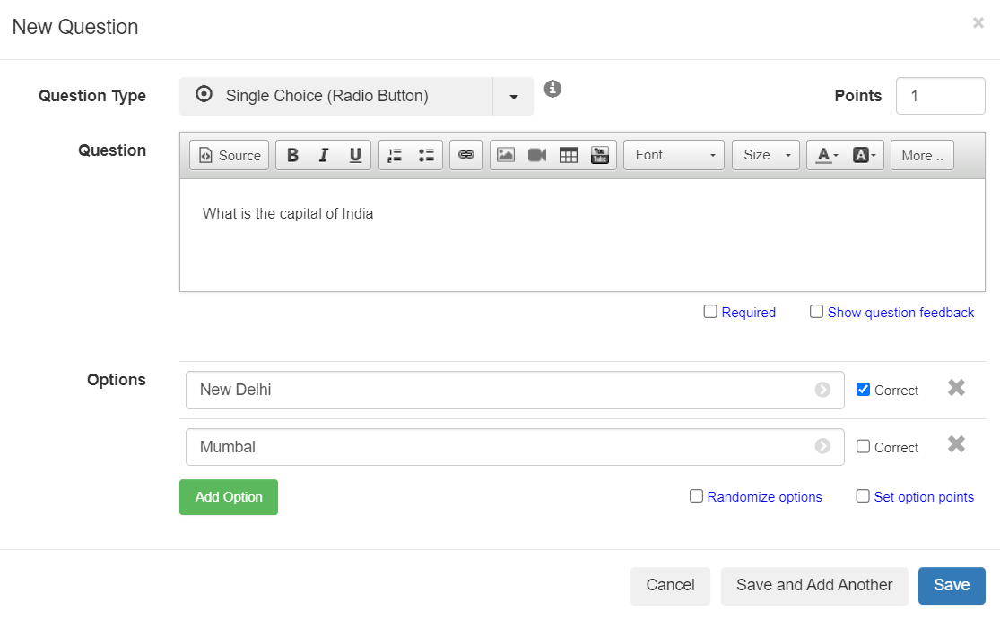 New Question ×
Question Type Single Choice (Radio Button) Points 1
Question Source B I U Font Size A A More ..
You Tube
What is the capital of India
Required Show question feedback
Options New Delhi Correct
Mumbai Correct
Add Option Randomize options Set option points
Cancel Save and Add Another Save